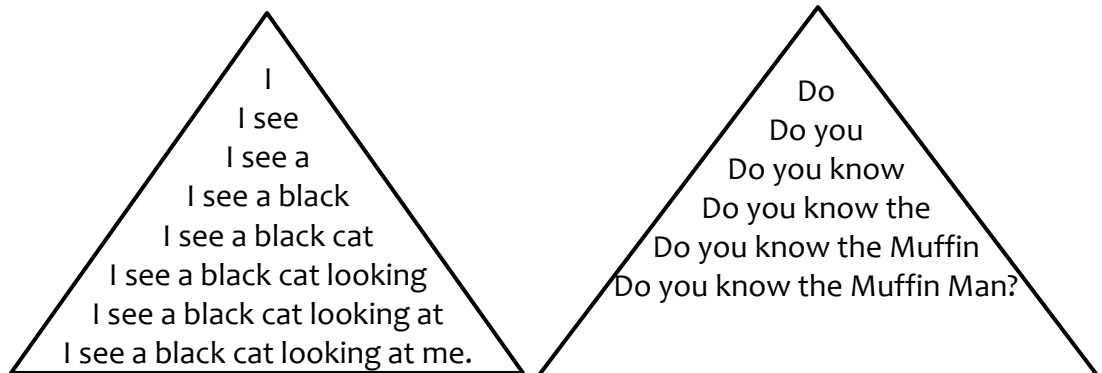 I
I see
I see a
I see a black
I see a black cat
I see a black cat looking
I see a black cat looking at
I see a black cat looking at me.
Do
Do you
Do you know
Do you know the
Do you know the Muffin
Do you know the Muffin Man?